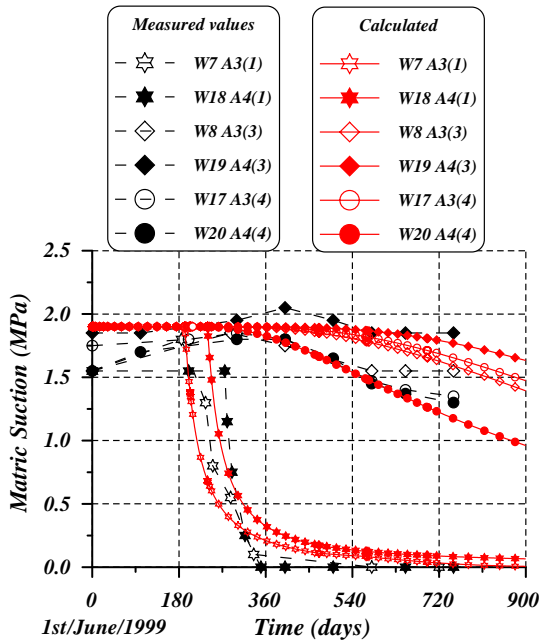 Measured values
W7 A3(1)
W18 A4(1)
W8 A3(3)
W19 A4(3)
W17 A3(4)
W20 A4(4)
Calculated
W7 A3(1)
W18 A4(1)
W8 A3(3)
W19 A4(3)
W17 A3(4)
W20 A4(4)
Matric Suction (MPa)
2.5
2.0
1.5
1.0
0.5
0.0
0 180 360 540 720 900
1st/June/1999 Time (days)